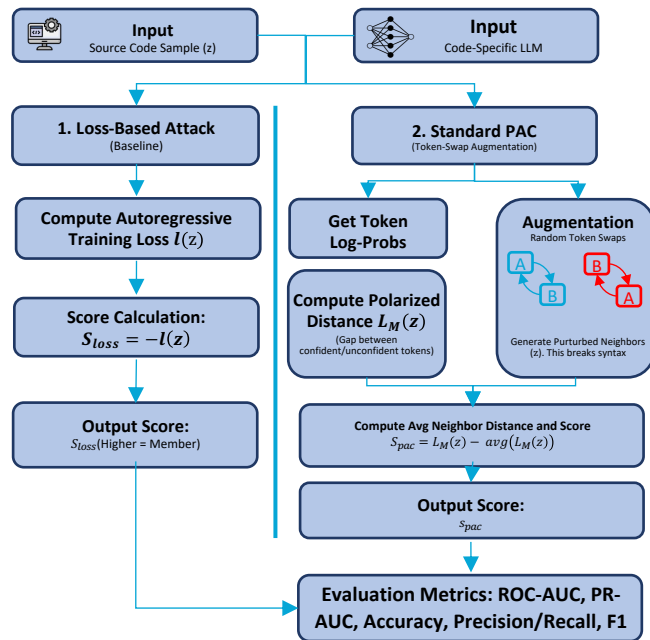 Input
Source Code Sample (z)
Input
Code-Specific LLM
1. Loss-Based Attack
(Baseline)
2. Standard PAC
(Token-Swap Augmentation)
Compute Autoregressive
Training Loss l(z)
Get Token
Log-Probs
Augmentation
Random Token Swaps
A
B
B
A
Generate Purturbed Neighbors
(z). This breaks syntax
Compute Polarized
Distance L_M(z)
(Gap between
confident/unconfident tokens)
Score Calculation:
S_loss = −l(z)
Output Score:
S_loss(Higher = Member)
Compute Avg Neighbor Distance and Score
S_pac = L_M(z) − avg(L_M(z))
Output Score:
s_pac
Evaluation Metrics: ROC-AUC, PR-
AUC, Accuracy, Precision/Recall, F1